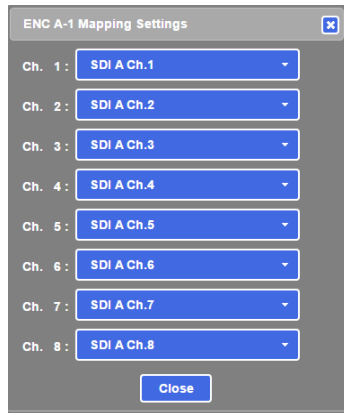 ENC A-1 Mapping Settings
Ch. 1 : SDI A Ch.1
Ch. 2 : SDI A Ch.2
Ch. 3 : SDI A Ch.3
Ch. 4 : SDI A Ch.4
Ch. 5 : SDI A Ch.5
Ch. 6 : SDI A Ch.6
Ch. 7 : SDI A Ch.7
Ch. 8 : SDI A Ch.8
Close